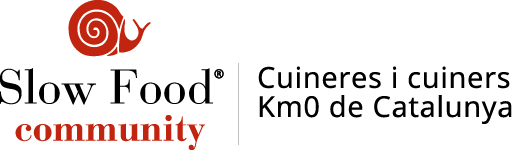 Slow Food®
community
Cuineres i cuiners
Km0 de Catalunya